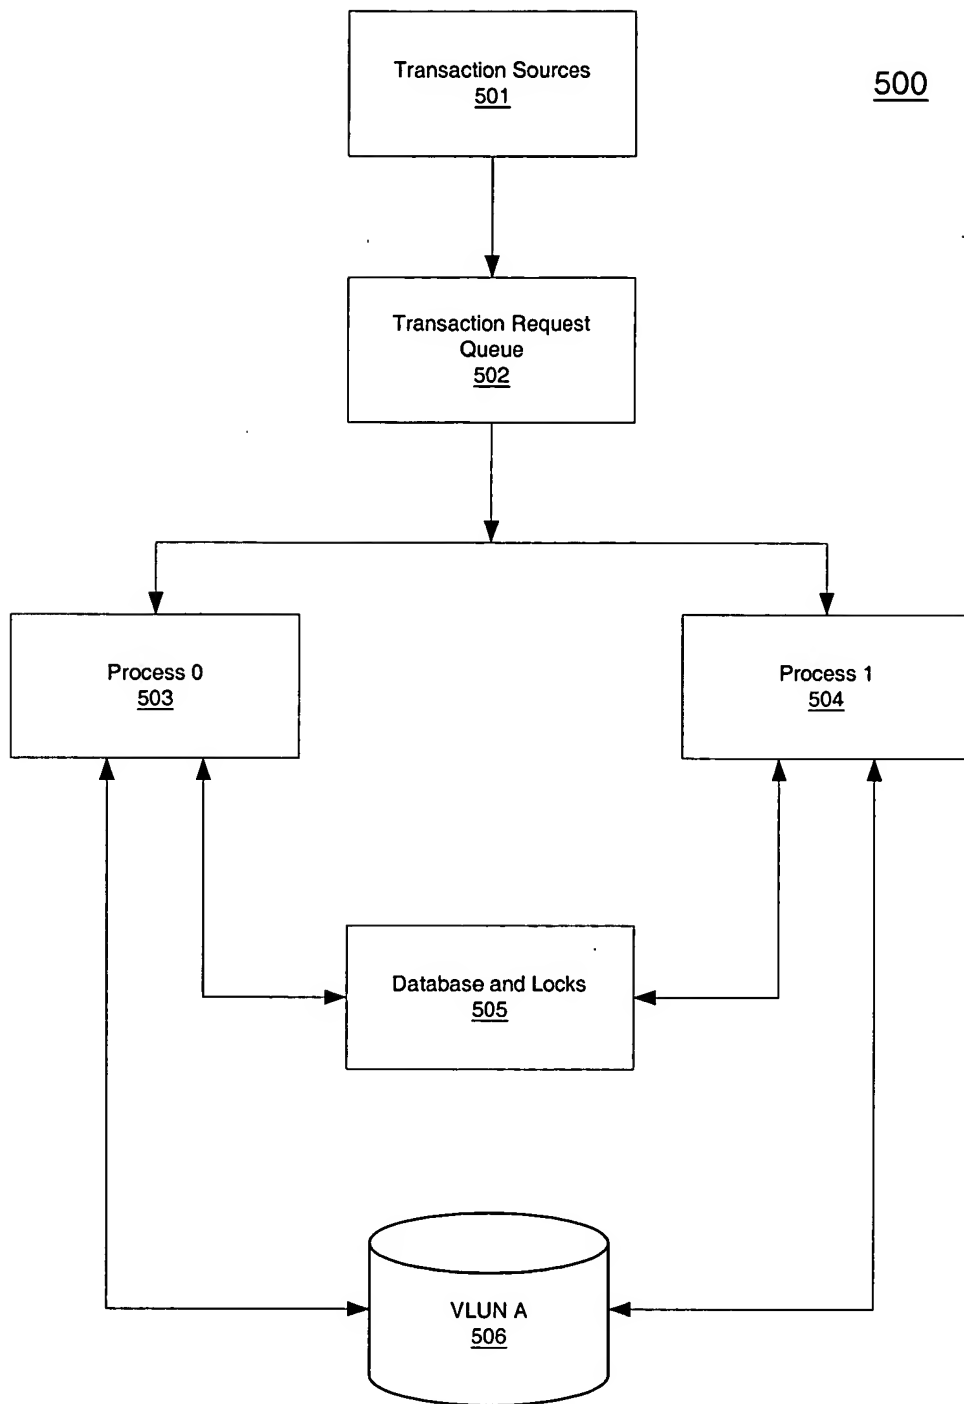 Transaction Sources
501
500
Transaction Request
Queue
502
Process 0
503
Process 1
504
Database and Locks
505
VLUN A
506